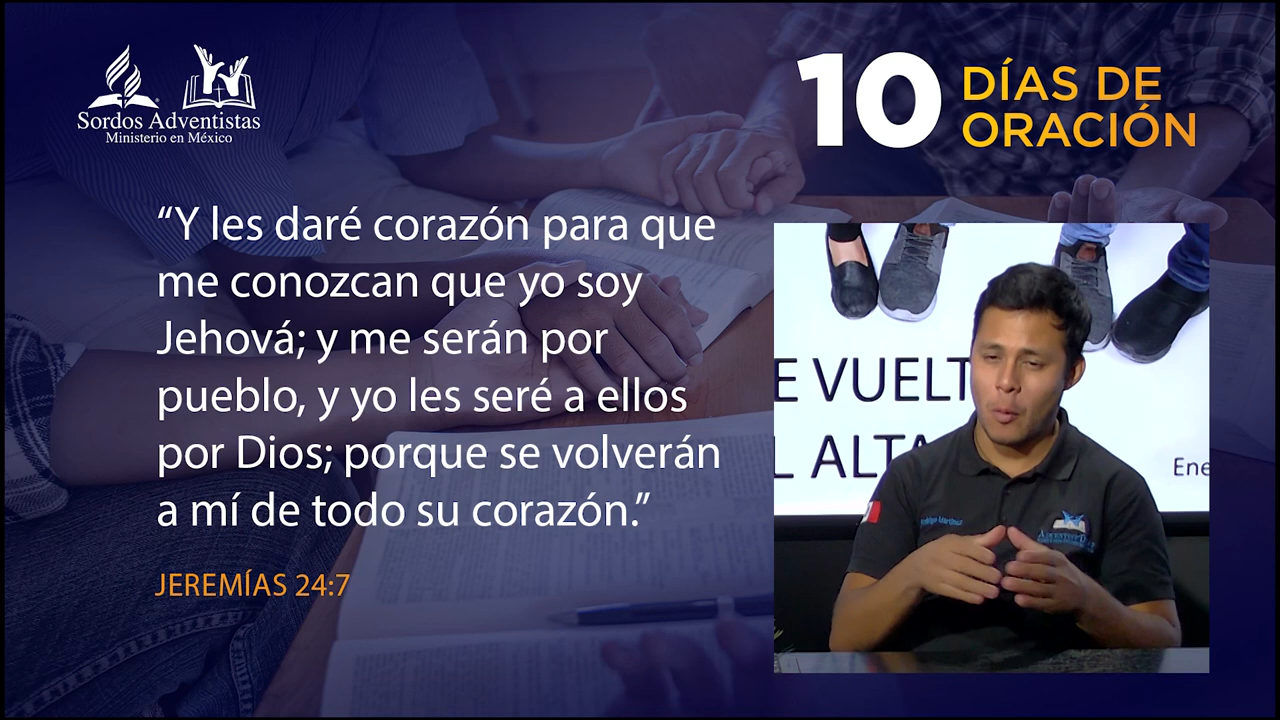 Sordos Adventistas
Ministerio en México
10 DÍAS DE
ORACIÓN
“Y les daré corazón para que
me conozcan que yo soy
Jehová; y me serán por
pueblo, y yo les seré a ellos
por Dios; porque se volverán
a mí de todo su corazón.”
JEREMÍAS 24:7
E VUELT
L ALTA
Ene